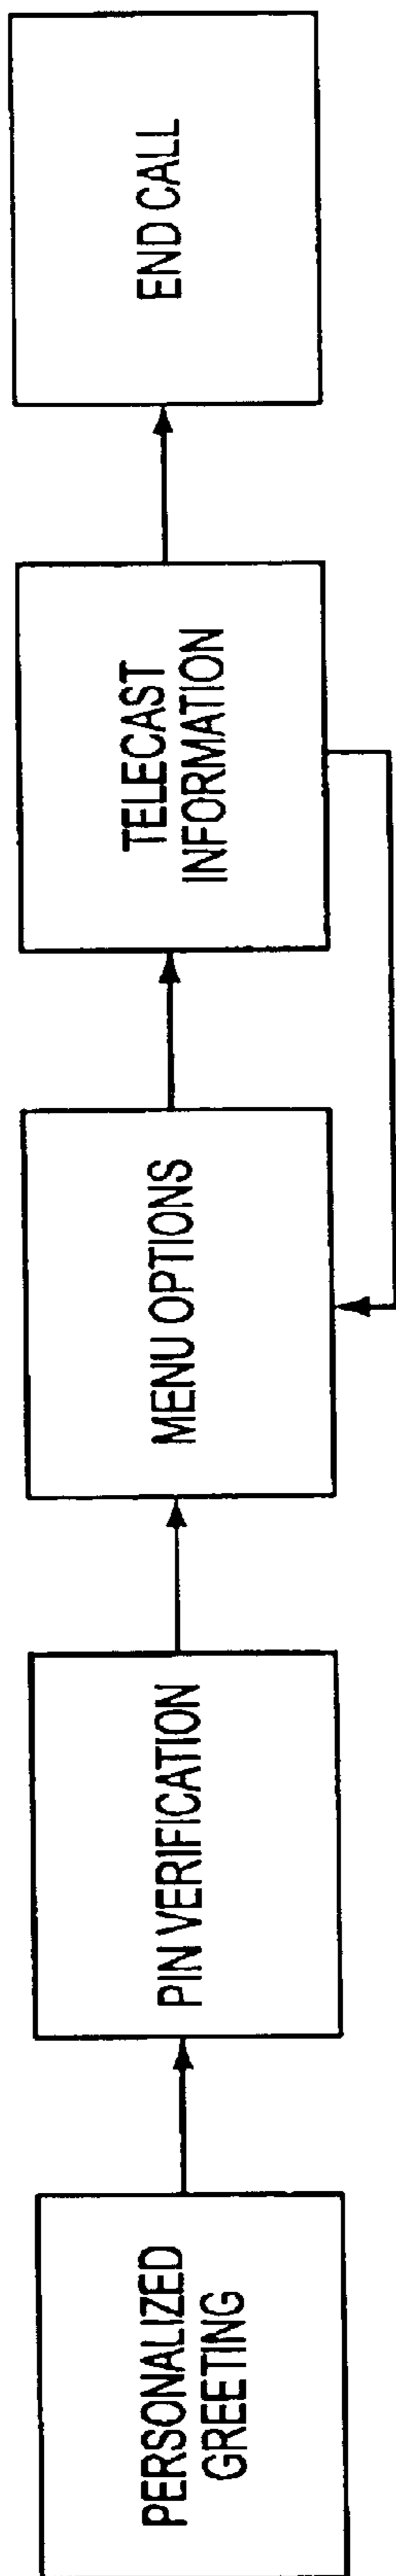 PERSONALIZED
GREETING
PIN VERIFICATION
MENU OPTIONS
TELECAST
INFORMATION
END CALL